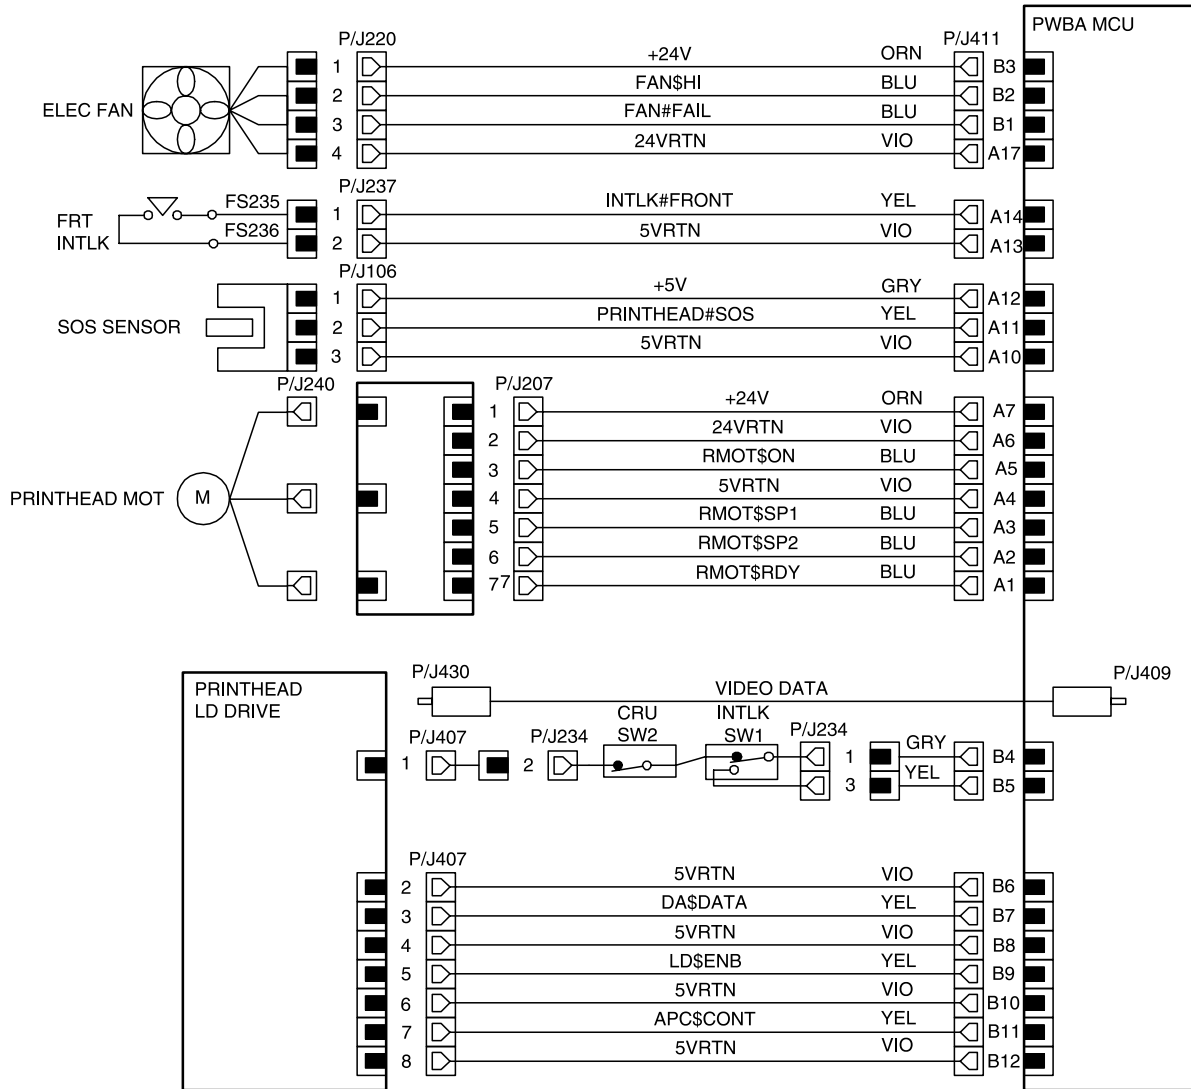 PWBA MCU
P/J220 P/J411
ELEC FAN
1 +24V ORN B3
2 FAN$HI BLU B2
3 FAN#FAIL BLU B1
4 24VRTN VIO A17
P/J237
FRT
INTLK
FS235 1 INTLK#FRONT YEL A14
FS236 2 5VRTN VIO A13
P/J106
SOS SENSOR
1 +5V GRY A12
2 PRINTHEAD#SOS YEL A11
3 5VRTN VIO A10
P/J240 P/J207
PRINTHEAD MOT M
1 +24V ORN A7
2 24VRTN VIO A6
3 RMOT$ON BLU A5
4 5VRTN VIO A4
5 RMOT$SP1 BLU A3
6 RMOT$SP2 BLU A2
77 RMOT$RDY BLU A1
P/J430 VIDEO DATA P/J409
PRINTHEAD
LD DRIVE
CRU
SW2
INTLK
SW1
P/J407 P/J234 P/J234
1 2 1 GRY B4
3 YEL B5
P/J407
2 5VRTN VIO B6
3 DA$DATA YEL B7
4 5VRTN VIO B8
5 LD$ENB YEL B9
6 5VRTN VIO B10
7 APC$CONT YEL B11
8 5VRTN VIO B12